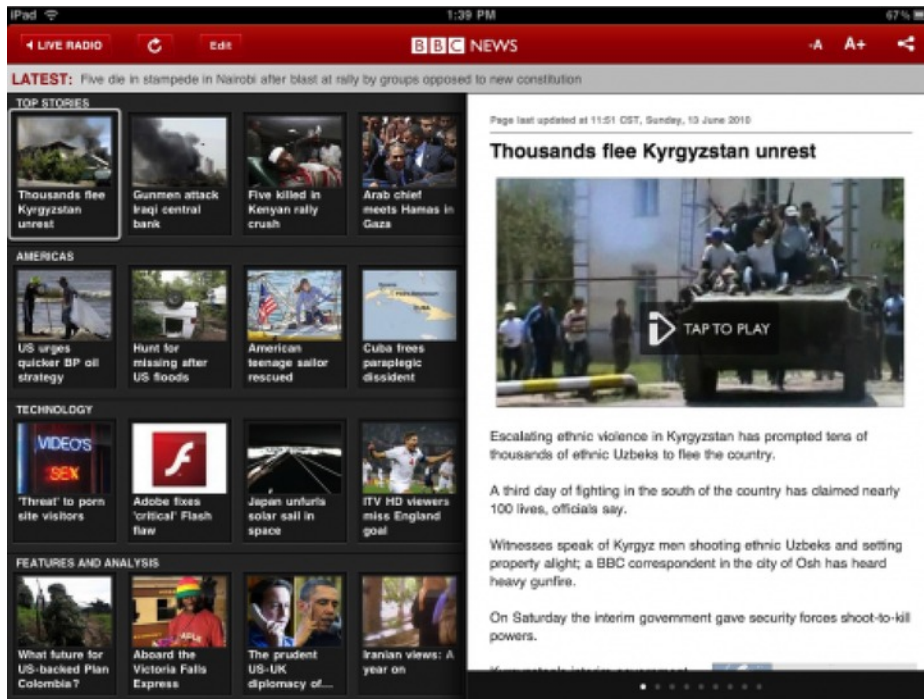 iPad
1:39 PM
67%
LIVE RADIO
Edit
BBC NEWS
-A
A+
LATEST: Five die in stampede in Nairobi after blast at rally by groups opposed to new constitution
TOP STORIES
Thousands flee
Kyrgyzstan
unrest
Gunmen attack
Iraqi central
bank
Five killed in
Kenyan rally
crush
Arab chief
meets Hamas in
Gaza
AMERICAS
US urges
quicker BP oil
strategy
Hunt for
missing after
US floods
American
teenage sailor
rescued
CUBA
Cuba frees
paraplegic
dissident
TECHNOLOGY
VIDEO'S
SEX
'Threat' to porn
site visitors
Adobe fixes
'critical' Flash
flaw
Japan unfurls
solar sail in
space
ITV HD viewers
miss England
goal
FEATURES AND ANALYSIS
What future for
US-backed Plan
Colombia?
Aboard the
Victoria Falls
Express
The prudent
US-UK
diplomacy of...
Iranian views: A
year on
Page last updated at 11:51 CST, Sunday, 13 June 2010
Thousands flee Kyrgyzstan unrest
TAP TO PLAY
Escalating ethnic violence in Kyrgyzstan has prompted tens of
thousands of ethnic Uzbeks to flee the country.
A third day of fighting in the south of the country has claimed nearly
100 lives, officials say.
Witnesses speak of Kyrgyz men shooting ethnic Uzbeks and setting
property alight; a BBC correspondent in the city of Osh has heard
heavy gunfire.
On Saturday the interim government gave security forces shoot-to-kill
powers.